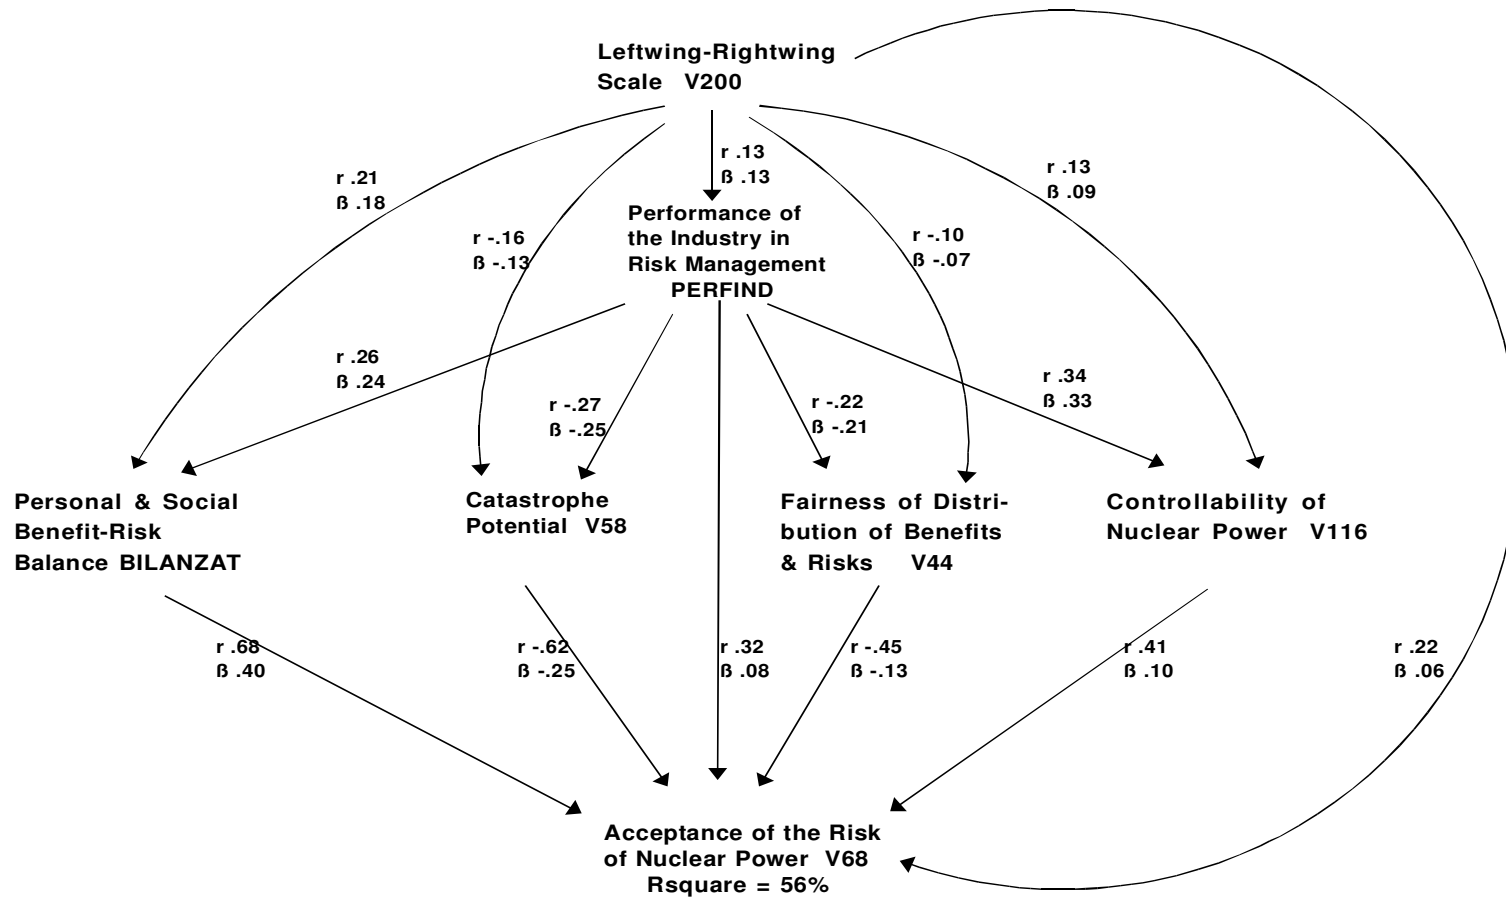 Leftwing-Rightwing
Scale V200
r .13
ß .13
r .21
ß .18
r .13
ß .09
r -.16
ß -.13
Performance of
the Industry in
Risk Management
PERFIND
r -.10
ß -.07
r .26
ß .24
r -.27
ß -.25
r -.22
ß -.21
r .34
ß .33
Personal & Social
Benefit-Risk
Balance BILANZAT
Catastrophe
Potential V58
Fairness of Distri-
bution of Benefits
& Risks V44
Controllability of
Nuclear Power V116
r .68
ß .40
r -.62
ß -.25
r .32
ß .08
r -.45
ß -.13
r .41
ß .10
r .22
ß .06
Acceptance of the Risk
of Nuclear Power V68
Rsquare = 56%